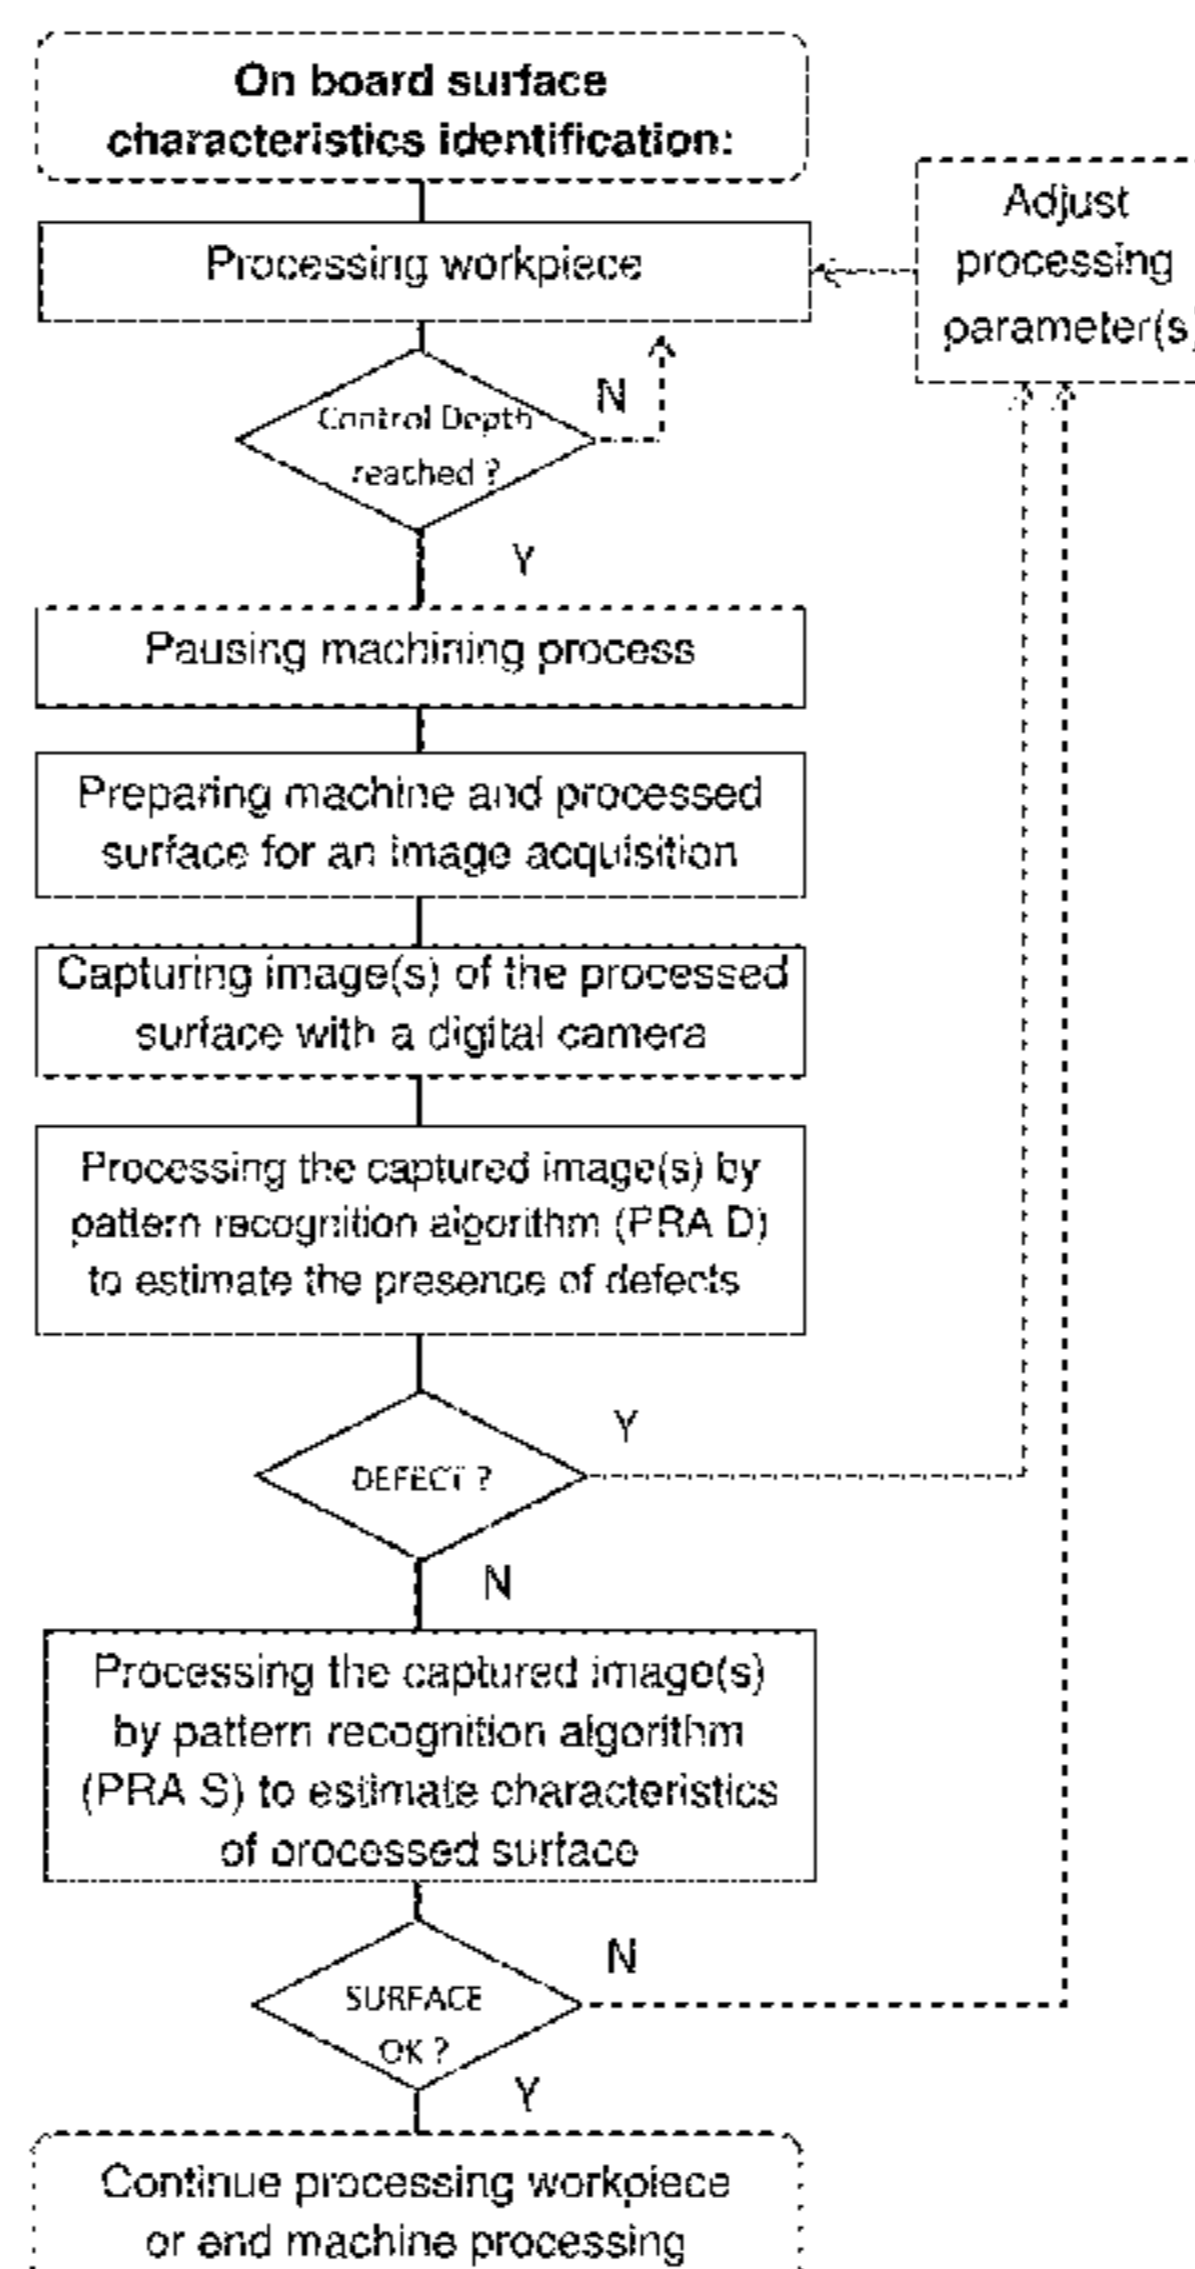 On board surface
characteristics identification:
Adjust
processing
parameter(s)
Processing workpiece
N
Control Depth
reached ?
Y
Pausing machining process
Preparing machine and processed
surface for an image acquisition
Capturing image(s) of the processed
surface with a digital camera
Processing the captured image(s) by
pattern recognition algorithm (PRA D)
to estimate the presence of defects
Y
DEFECT ?
N
Processing the captured image(s)
by pattern recognition algorithm
(PRA S) to estimate characteristics
of processed surface
N
SURFACE
OK ?
Y
Continue processing workpiece
or end machine processing